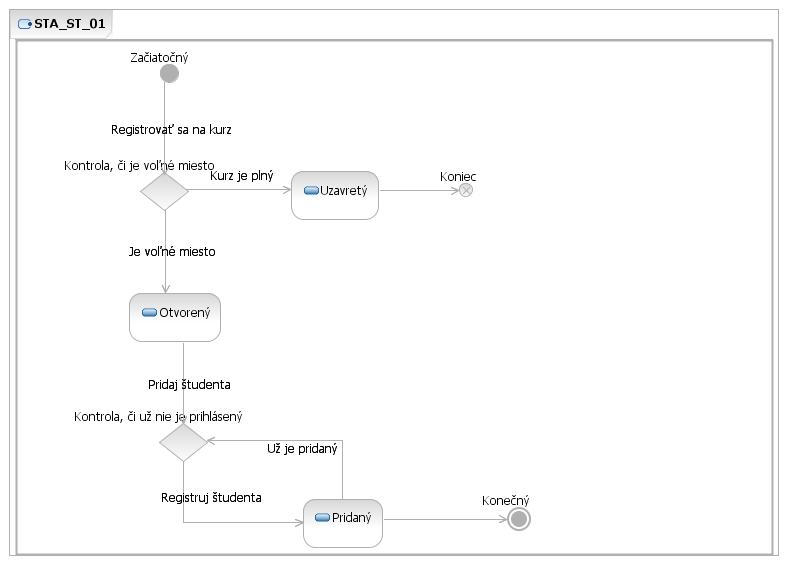 STA_ST_01
Začiatočný
Registrovať sa na kurz
Kontrola, či je voľné miesto
Kurz je plný
Uzavretý
Koniec
Je voľné miesto
Otvorený
Pridaj študenta
Kontrola, či už nie je prihlásený
Už je pridaný
Registruj študenta
Pridaný
Konečný